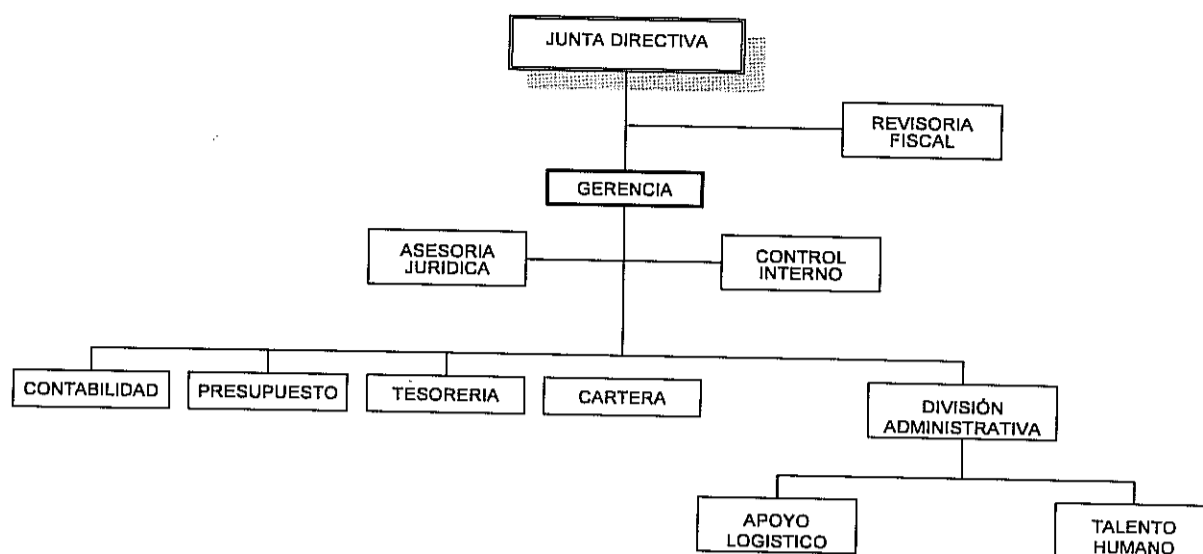 JUNTA DIRECTIVA
REVISORIA
FISCAL
GERENCIA
ASESORIA
JURIDICA
CONTROL
INTERNO
CONTABILIDAD
PRESUPUESTO
TESORERIA
CARTERA
DIVISIÓN
ADMINISTRATIVA
APOYO
LOGISTICO
TALENTO
HUMANO